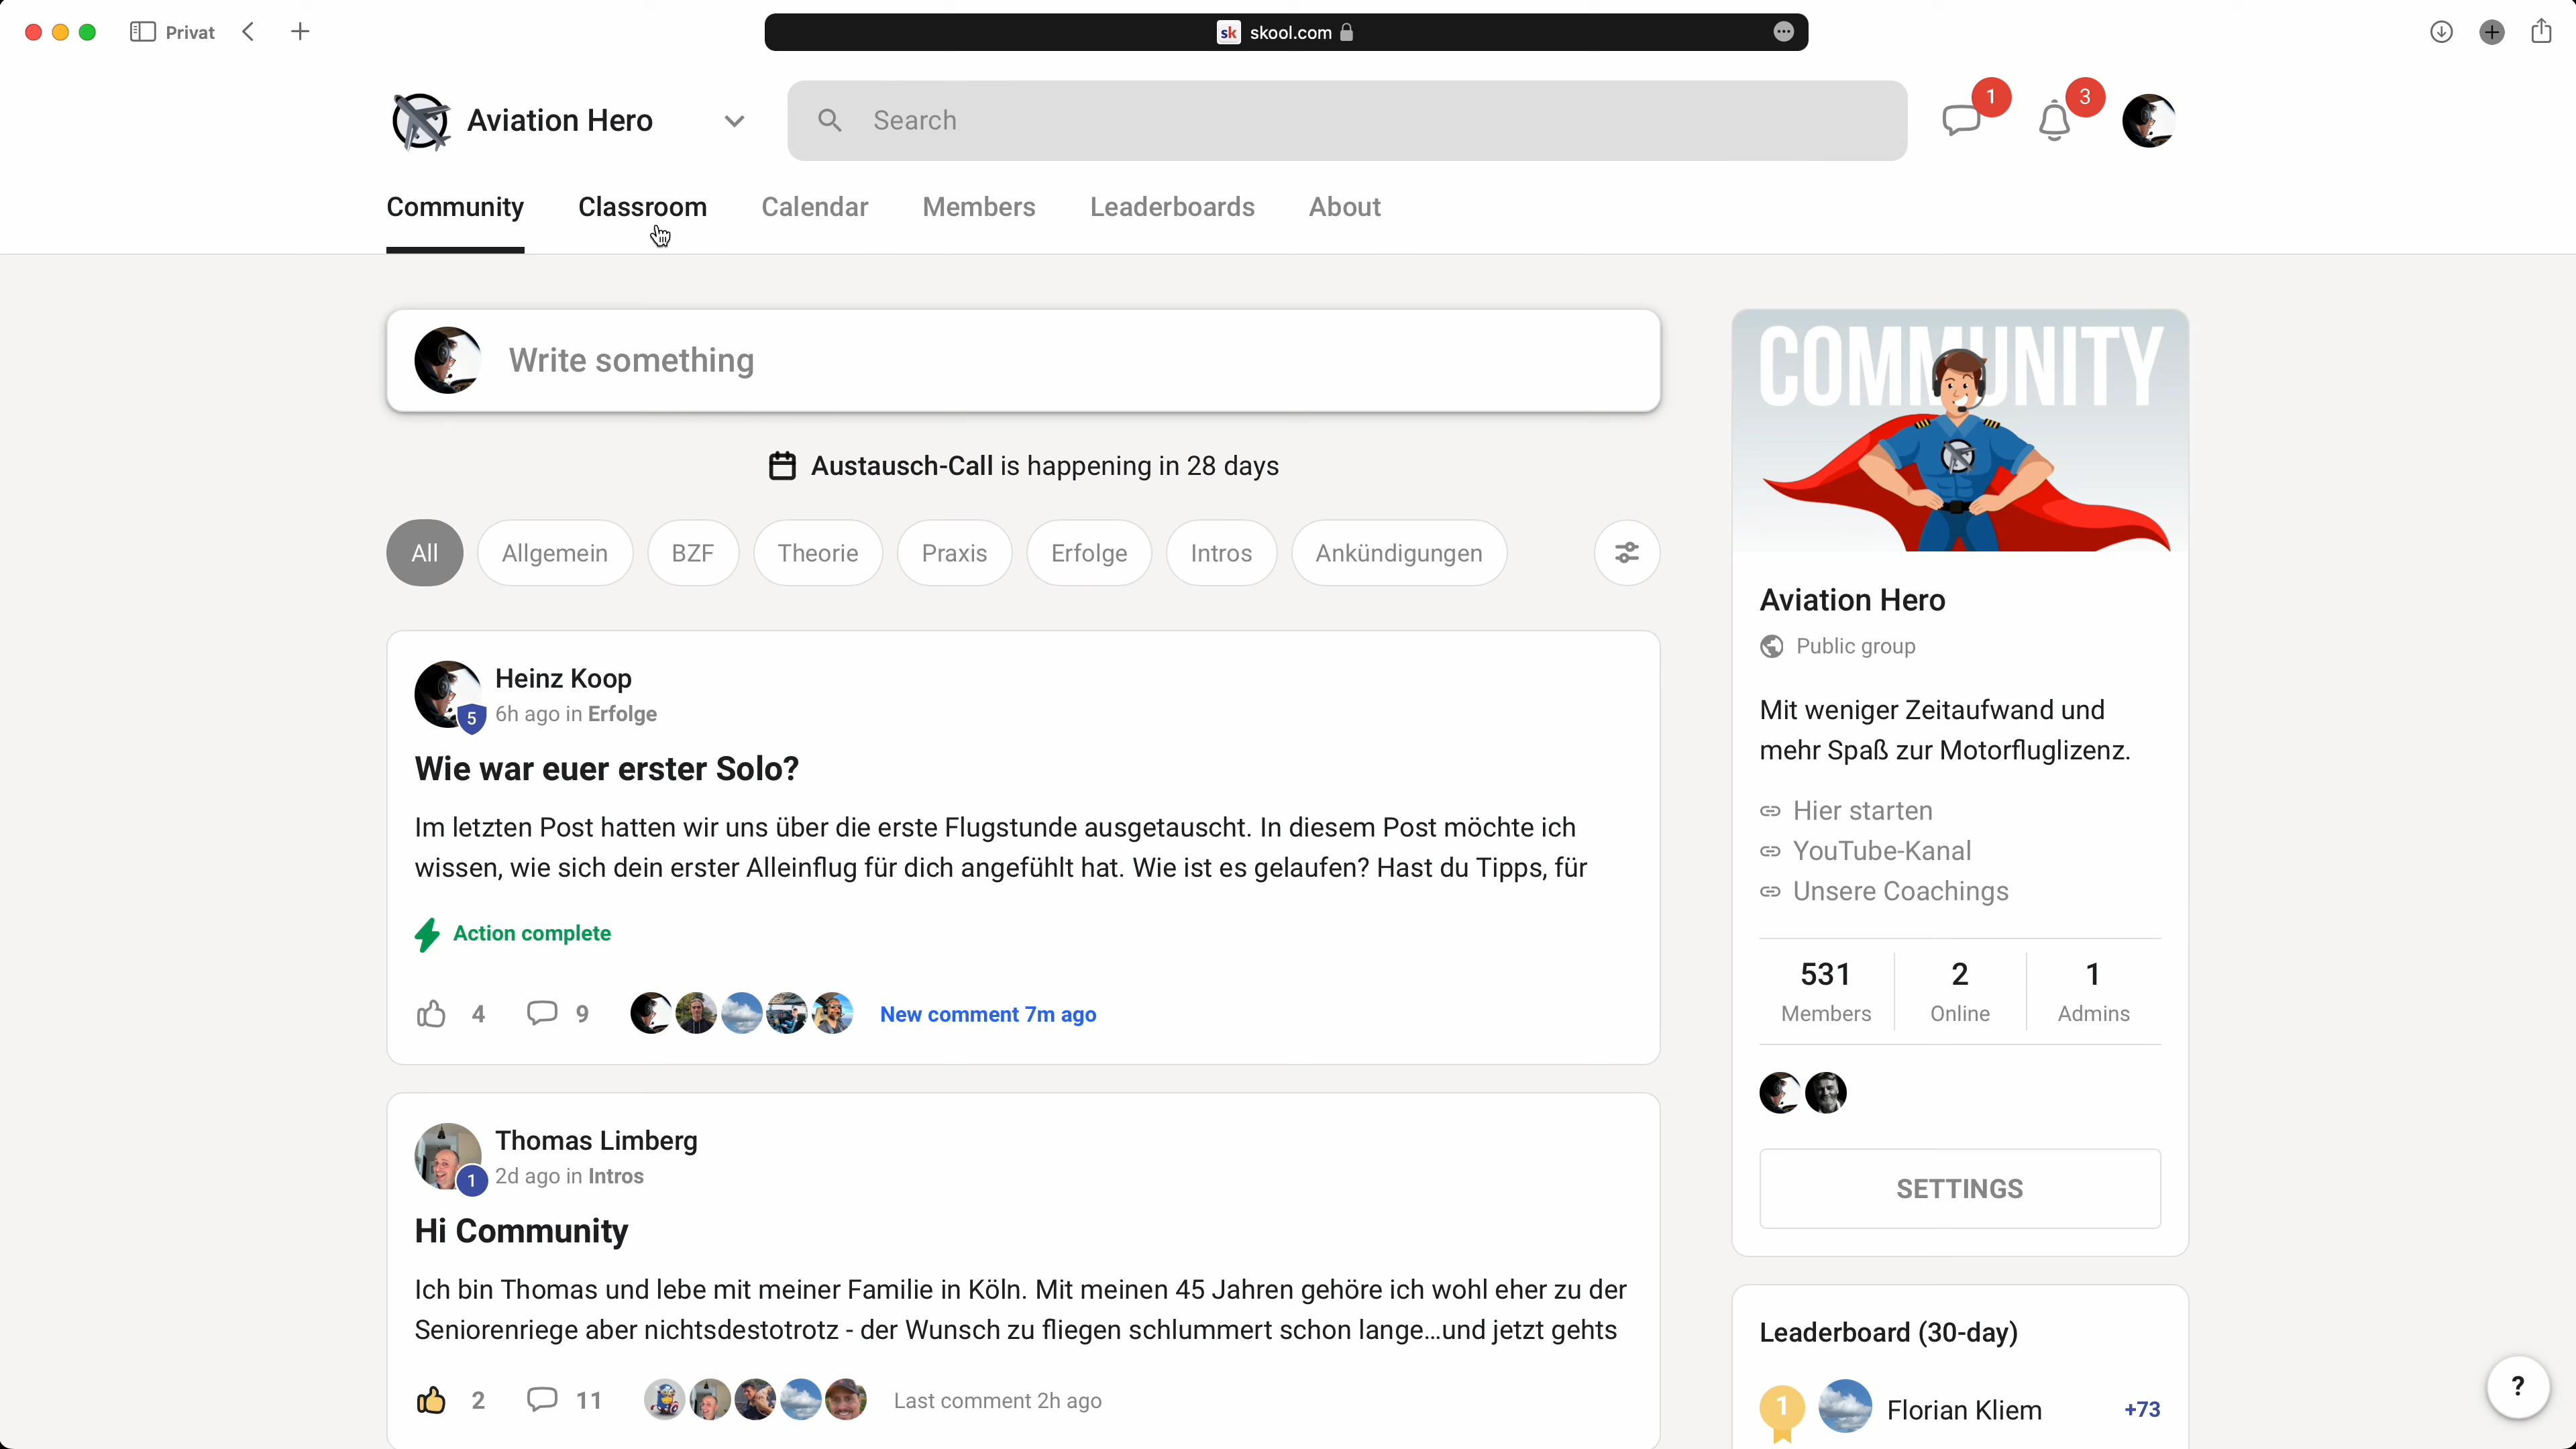 Privat
sk skool.com
Aviation Hero
Search
1
3
Community Classroom Calendar Members Leaderboards About
Write something
Austausch-Call is happening in 28 days
All Allgemein BZF Theorie Praxis Erfolge Intros Ankündigungen
Heinz Koop
5 6h ago in Erfolge
Wie war euer erster Solo?
Im letzten Post hatten wir uns über die erste Flugstunde ausgetauscht. In diesem Post möchte ich
wissen, wie sich dein erster Alleinflug für dich angefühlt hat. Wie ist es gelaufen? Hast du Tipps, für
Action complete
4 9 New comment 7m ago
Thomas Limberg
1 2d ago in Intros
Hi Community
Ich bin Thomas und lebe mit meiner Familie in Köln. Mit meinen 45 Jahren gehöre ich wohl eher zu der
Seniorenriege aber nichtsdestotrotz - der Wunsch zu fliegen schlummert schon lange...und jetzt gehts
2 11 Last comment 2h ago
COMMUNITY
Aviation Hero
Public group
Mit weniger Zeitaufwand und
mehr Spaß zur Motorfluglizenz.
Hier starten
YouTube-Kanal
Unsere Coachings
531 2 1
Members Online Admins
SETTINGS
Leaderboard (30-day)
1 Florian Kliem +73
?